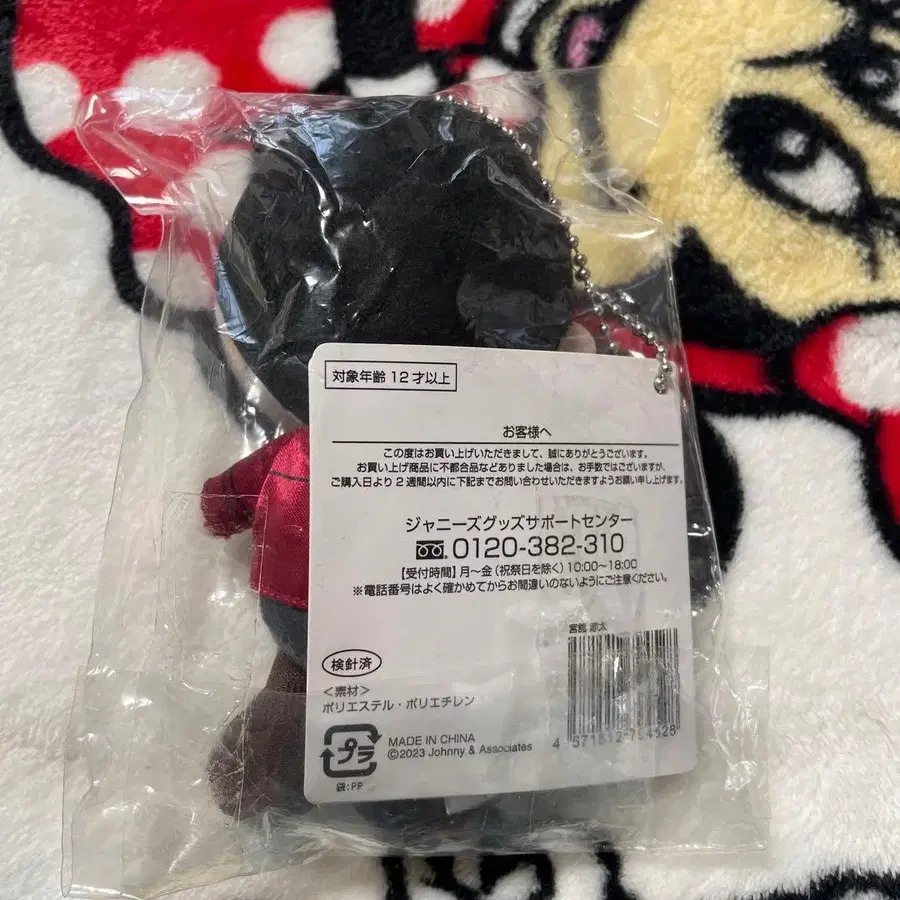 対象年齢 12才以上
お客様へ
この度はお買い上げいただきまして、誠にありがとうございます。
お買い上げ商品に不都合品などありました場合は、お手数ではございますが、
ご購入日より2週間以内に下記までお問い合わせいただきますようお願い申し上げます。
ジャニーズグッズサポートセンター
0120-382-310
【受付時間】月〜金(祝祭日を除く)10:00〜18:00
※電話番号はよく確かめてからお間違いのないようにご注意ください。
宮舘 涼太
検針済
<素材>
ポリエステル・ポリエチレン
プラ
袋:PP
MADE IN CHINA
©2023 Johnny & Associates